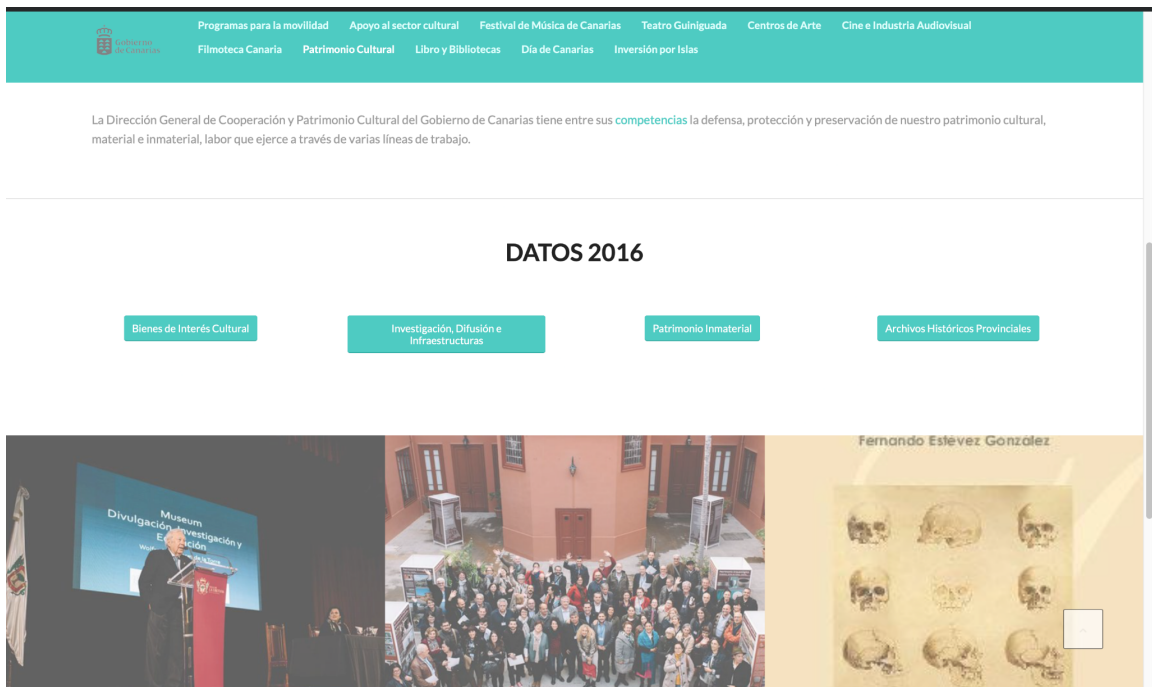 Programas para la movilidad Apoyo al sector cultural Festival de Música de Canarias Teatro Guiniguada Centros de Arte Cine e Industria Audiovisual
Gobierno
de Canarias
Filmoteca Canaria Patrimonio Cultural Libro y Bibliotecas Día de Canarias Inversión por Islas
La Dirección General de Cooperación y Patrimonio Cultural del Gobierno de Canarias tiene entre sus competencias la defensa, protección y preservación de nuestro patrimonio cultural,
material e inmaterial, labor que ejerce a través de varias líneas de trabajo.
DATOS 2016
Bienes de Interés Cultural
Investigación, Difusión e
Infraestructuras
Patrimonio Inmaterial
Archivos Históricos Provinciales
Museum
Divulgación, Investigación y
Fernando Estévez González